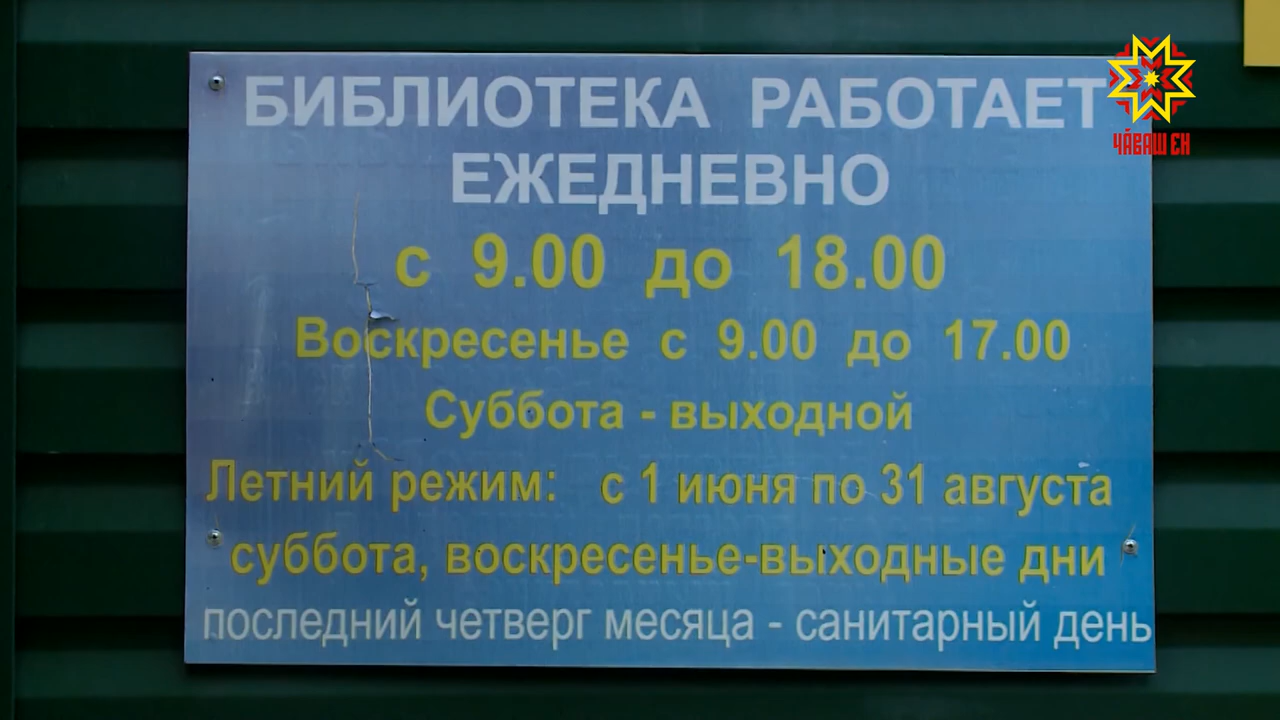 БИБЛИОТЕКА РАБОТАЕТ
ЕЖЕДНЕВНО
с 9.00 до 18.00
Воскресенье с 9.00 до 17.00
Суббота - выходной
Летний режим: с 1 июня по 31 августа
суббота, воскресенье-выходные дни
последний четверг месяца - санитарный день
ЧӐВАШ ЕН